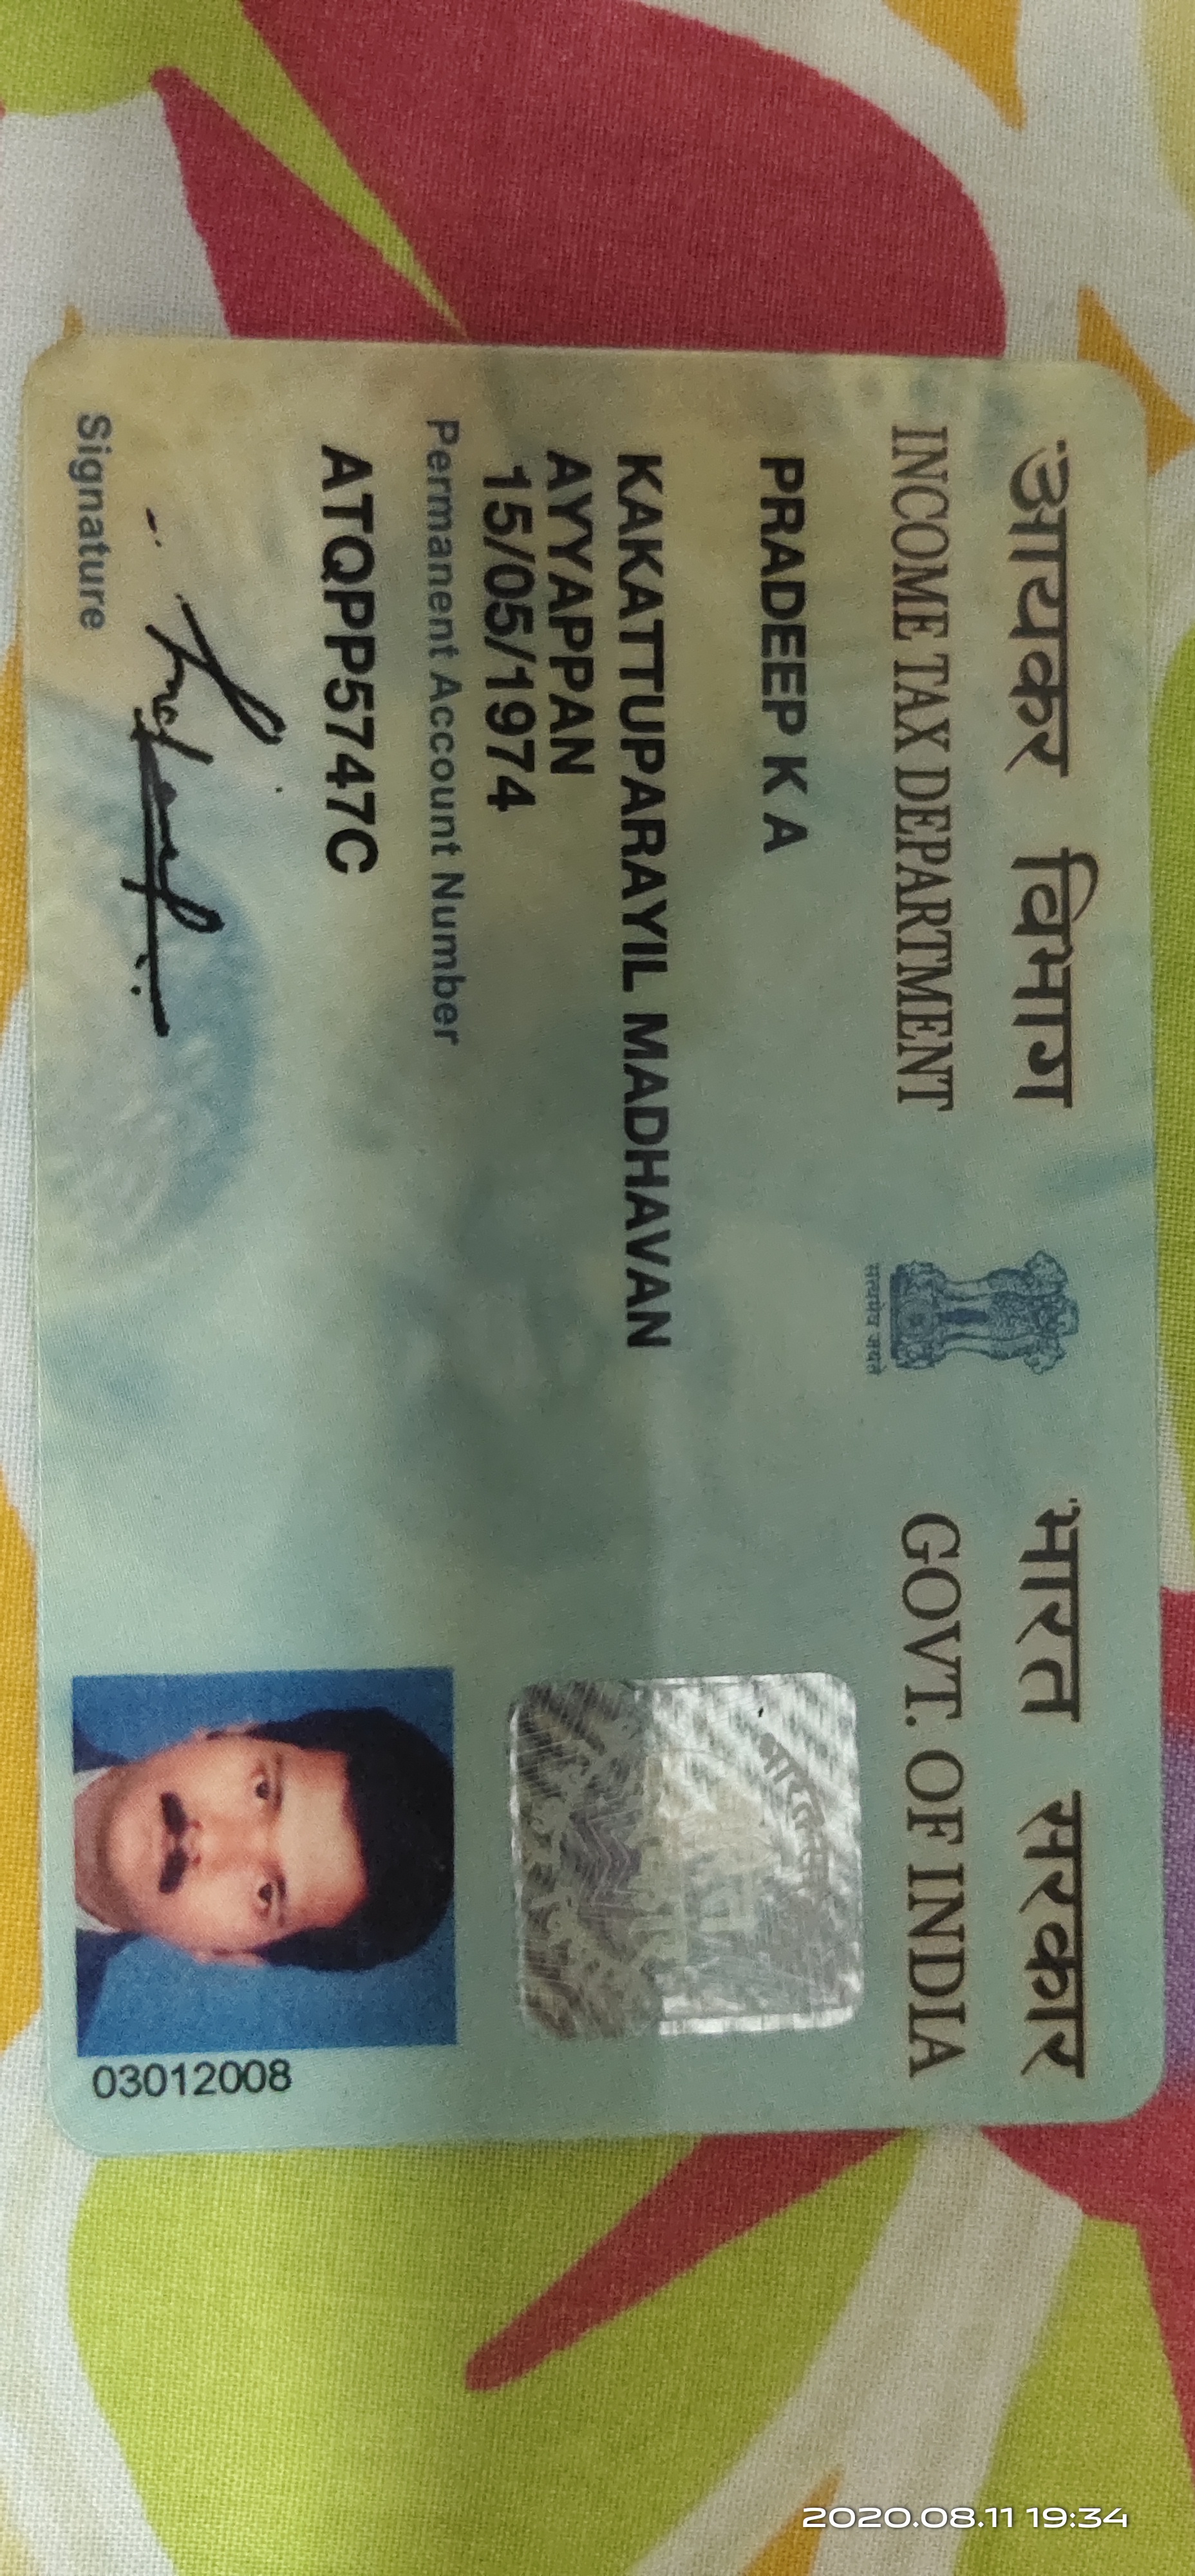 आयकर विभाग
INCOME TAX DEPARTMENT
सत्यमेव जयते
भारत सरकार
GOVT. OF INDIA
PRADEEP K A
KAKATTUPARAYIL MADHAVAN
AYYAPPAN
15/05/1974
Permanent Account Number
ATQPP5747C
Signature
03012008
2020.08.11 19:34